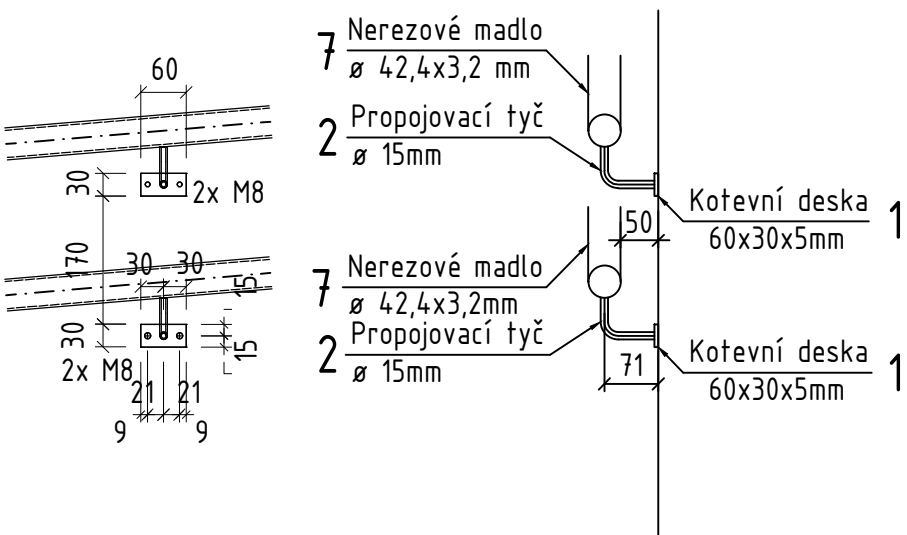 60
30
2x M8
170
30
30
15
30
15
2x M8
21
21
9
9
7 Nerezové madlo
ø 42,4x3,2 mm
2 Propojovací tyč
ø 15mm
Kotevní deska 1
60x30x5mm
50
7 Nerezové madlo
ø 42,4x3,2mm
2 Propojovací tyč
ø 15mm
71
Kotevní deska 1
60x30x5mm